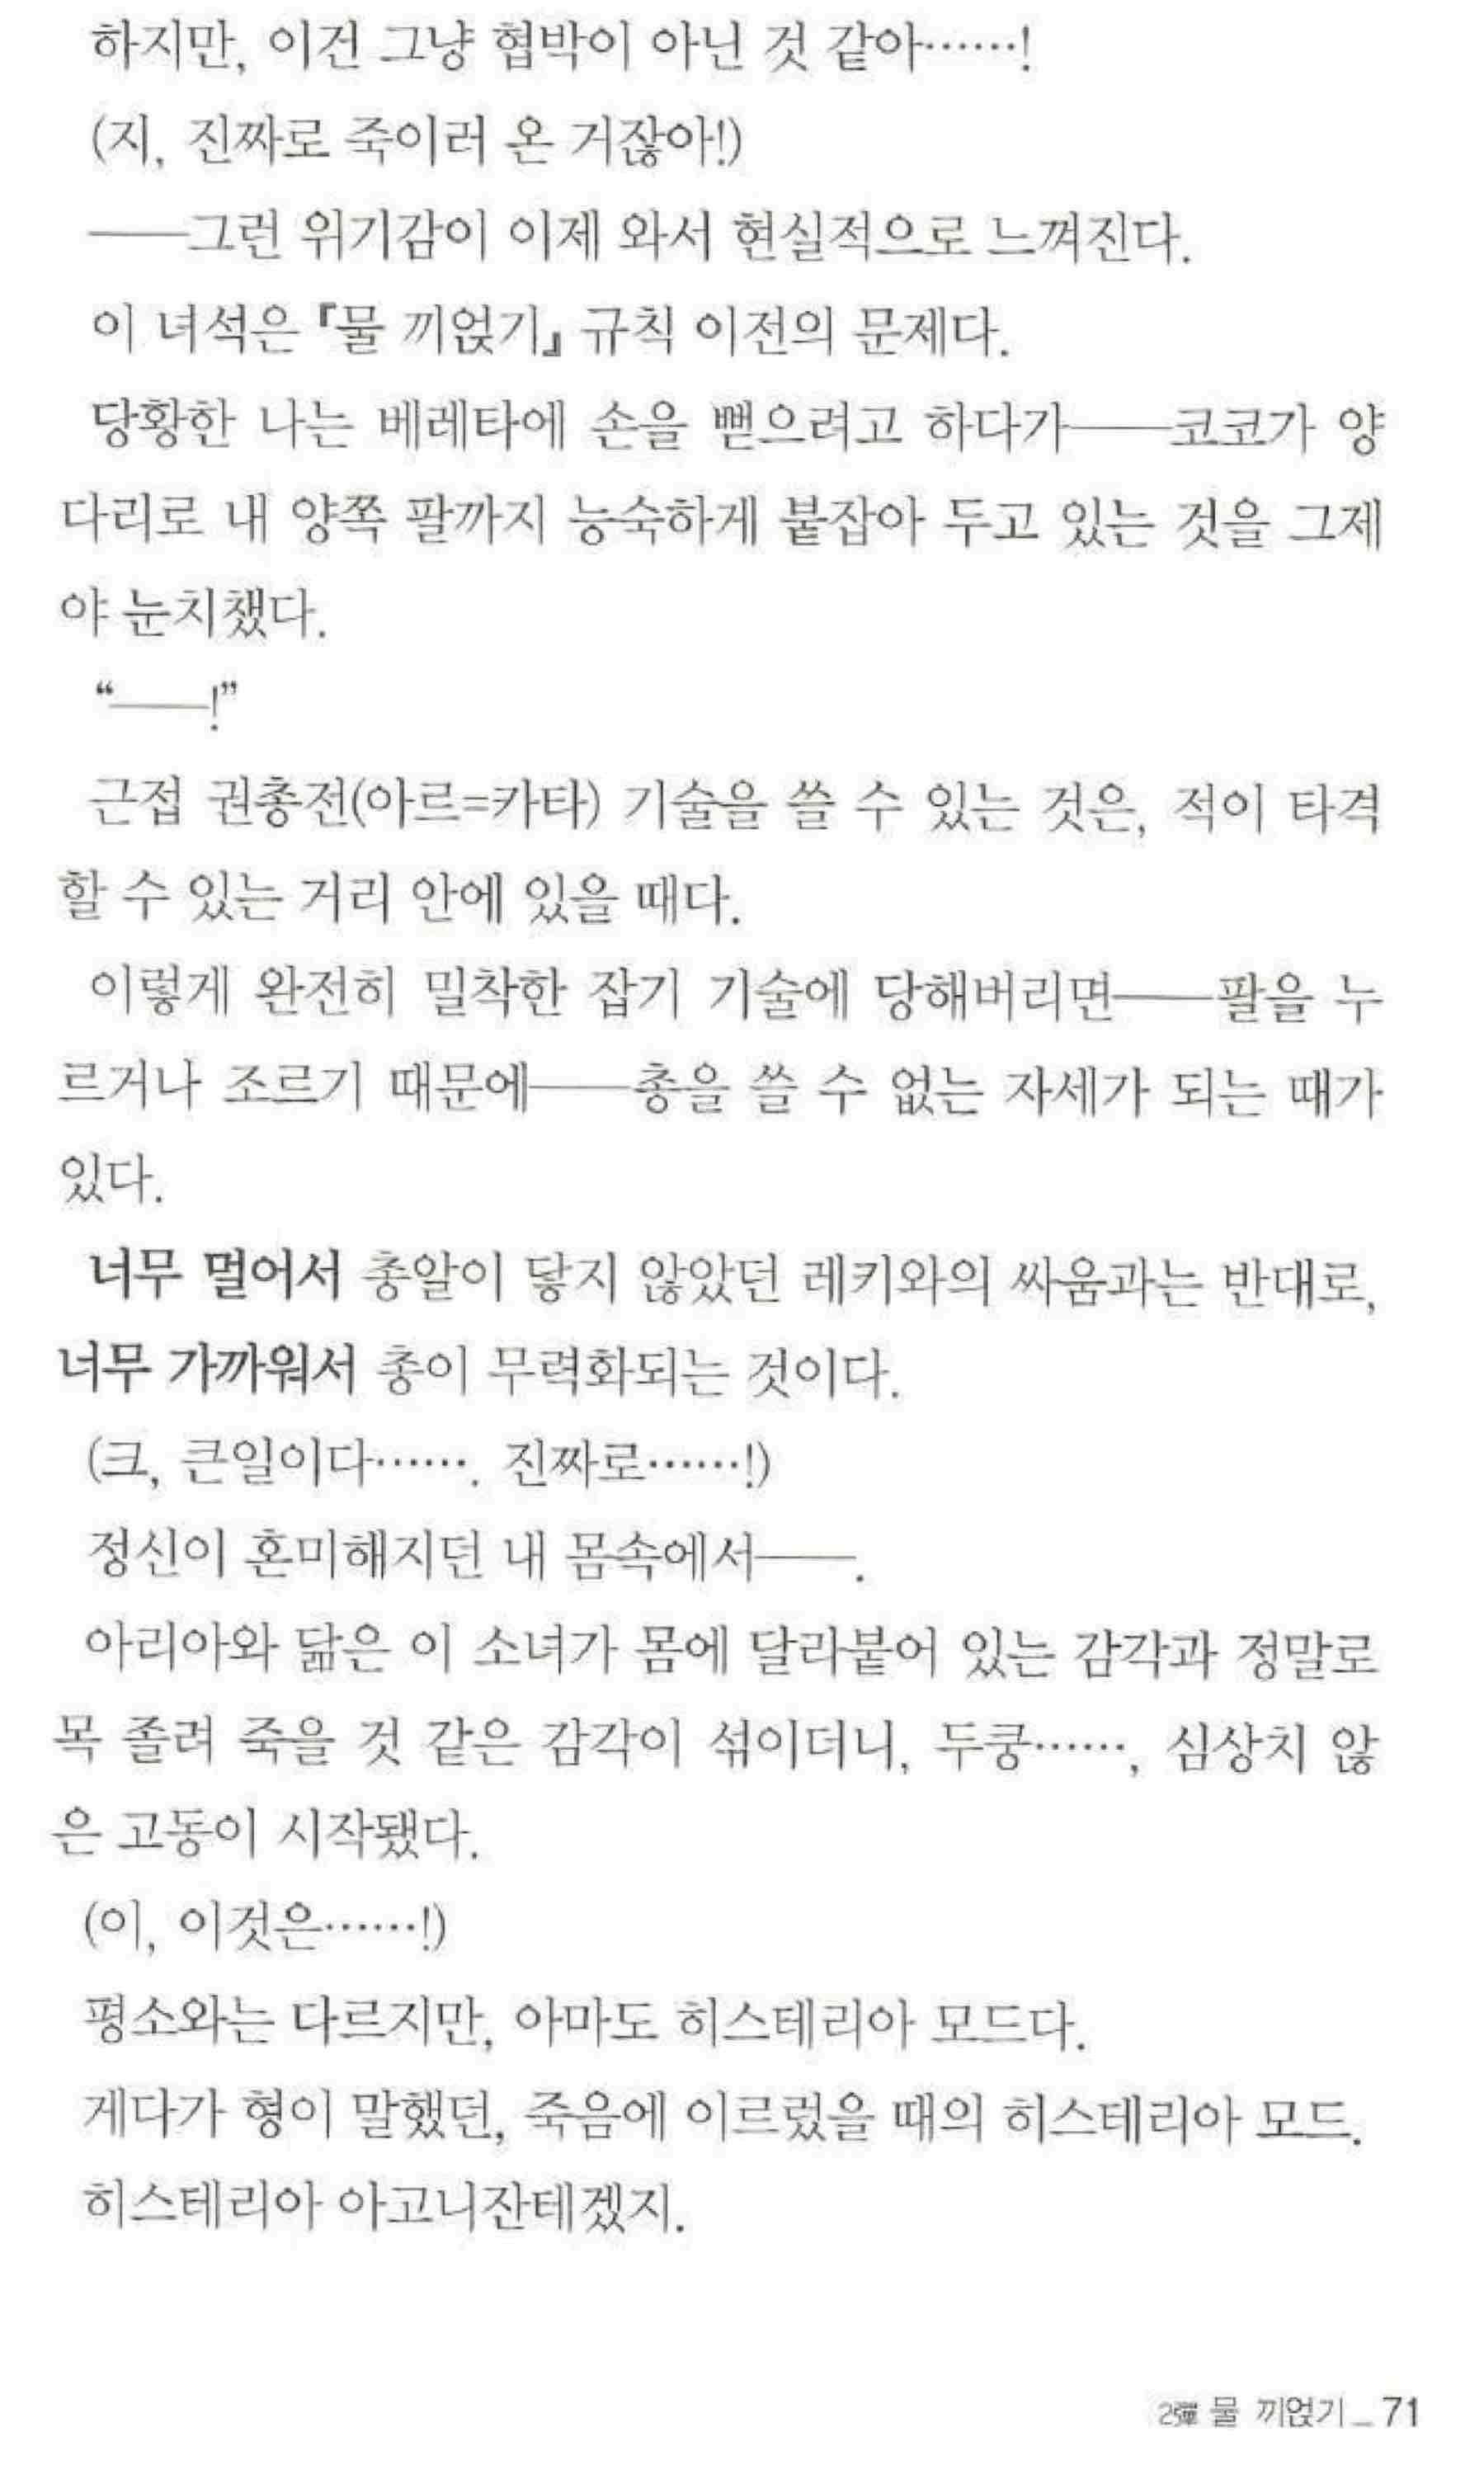 하지만, 이건 그냥 협박이 아닌 것 같아……!
(지, 진짜로 죽이러 온 거잖아!)
──그런 위기감이 이제 와서 현실적으로 느껴진다.
이 녀석은 『물 끼얹기』 규칙 이전의 문제다.
당황한 나는 베레타에 손을 뻗으려고 하다가──코코가 양
다리로 내 양쪽 팔까지 능숙하게 붙잡아 두고 있는 것을 그제
야 눈치챘다.
“──!”
근접 권총전(아르=카타) 기술을 쓸 수 있는 것은, 적이 타격
할 수 있는 거리 안에 있을 때다.
이렇게 완전히 밀착한 잡기 기술에 당해버리면──팔을 누
르거나 조르기 때문에──총을 쓸 수 없는 자세가 되는 때가
있다.
너무 멀어서 총알이 닿지 않았던 레키와의 싸움과는 반대로,
너무 가까워서 총이 무력화되는 것이다.
(크, 큰일이다……. 진짜로……!)
정신이 혼미해지던 내 몸속에서──.
아리아와 닮은 이 소녀가 몸에 달라붙어 있는 감각과 정말로
목 졸려 죽을 것 같은 감각이 섞이더니, 두쿵……, 심상치 않
은 고동이 시작됐다.
(이, 이것은……!)
평소와는 다르지만, 아마도 히스테리아 모드다.
게다가 형이 말했던, 죽음에 이르렀을 때의 히스테리아 모드.
히스테리아 아고니잔테겠지.
2彈 물 끼얹기_71